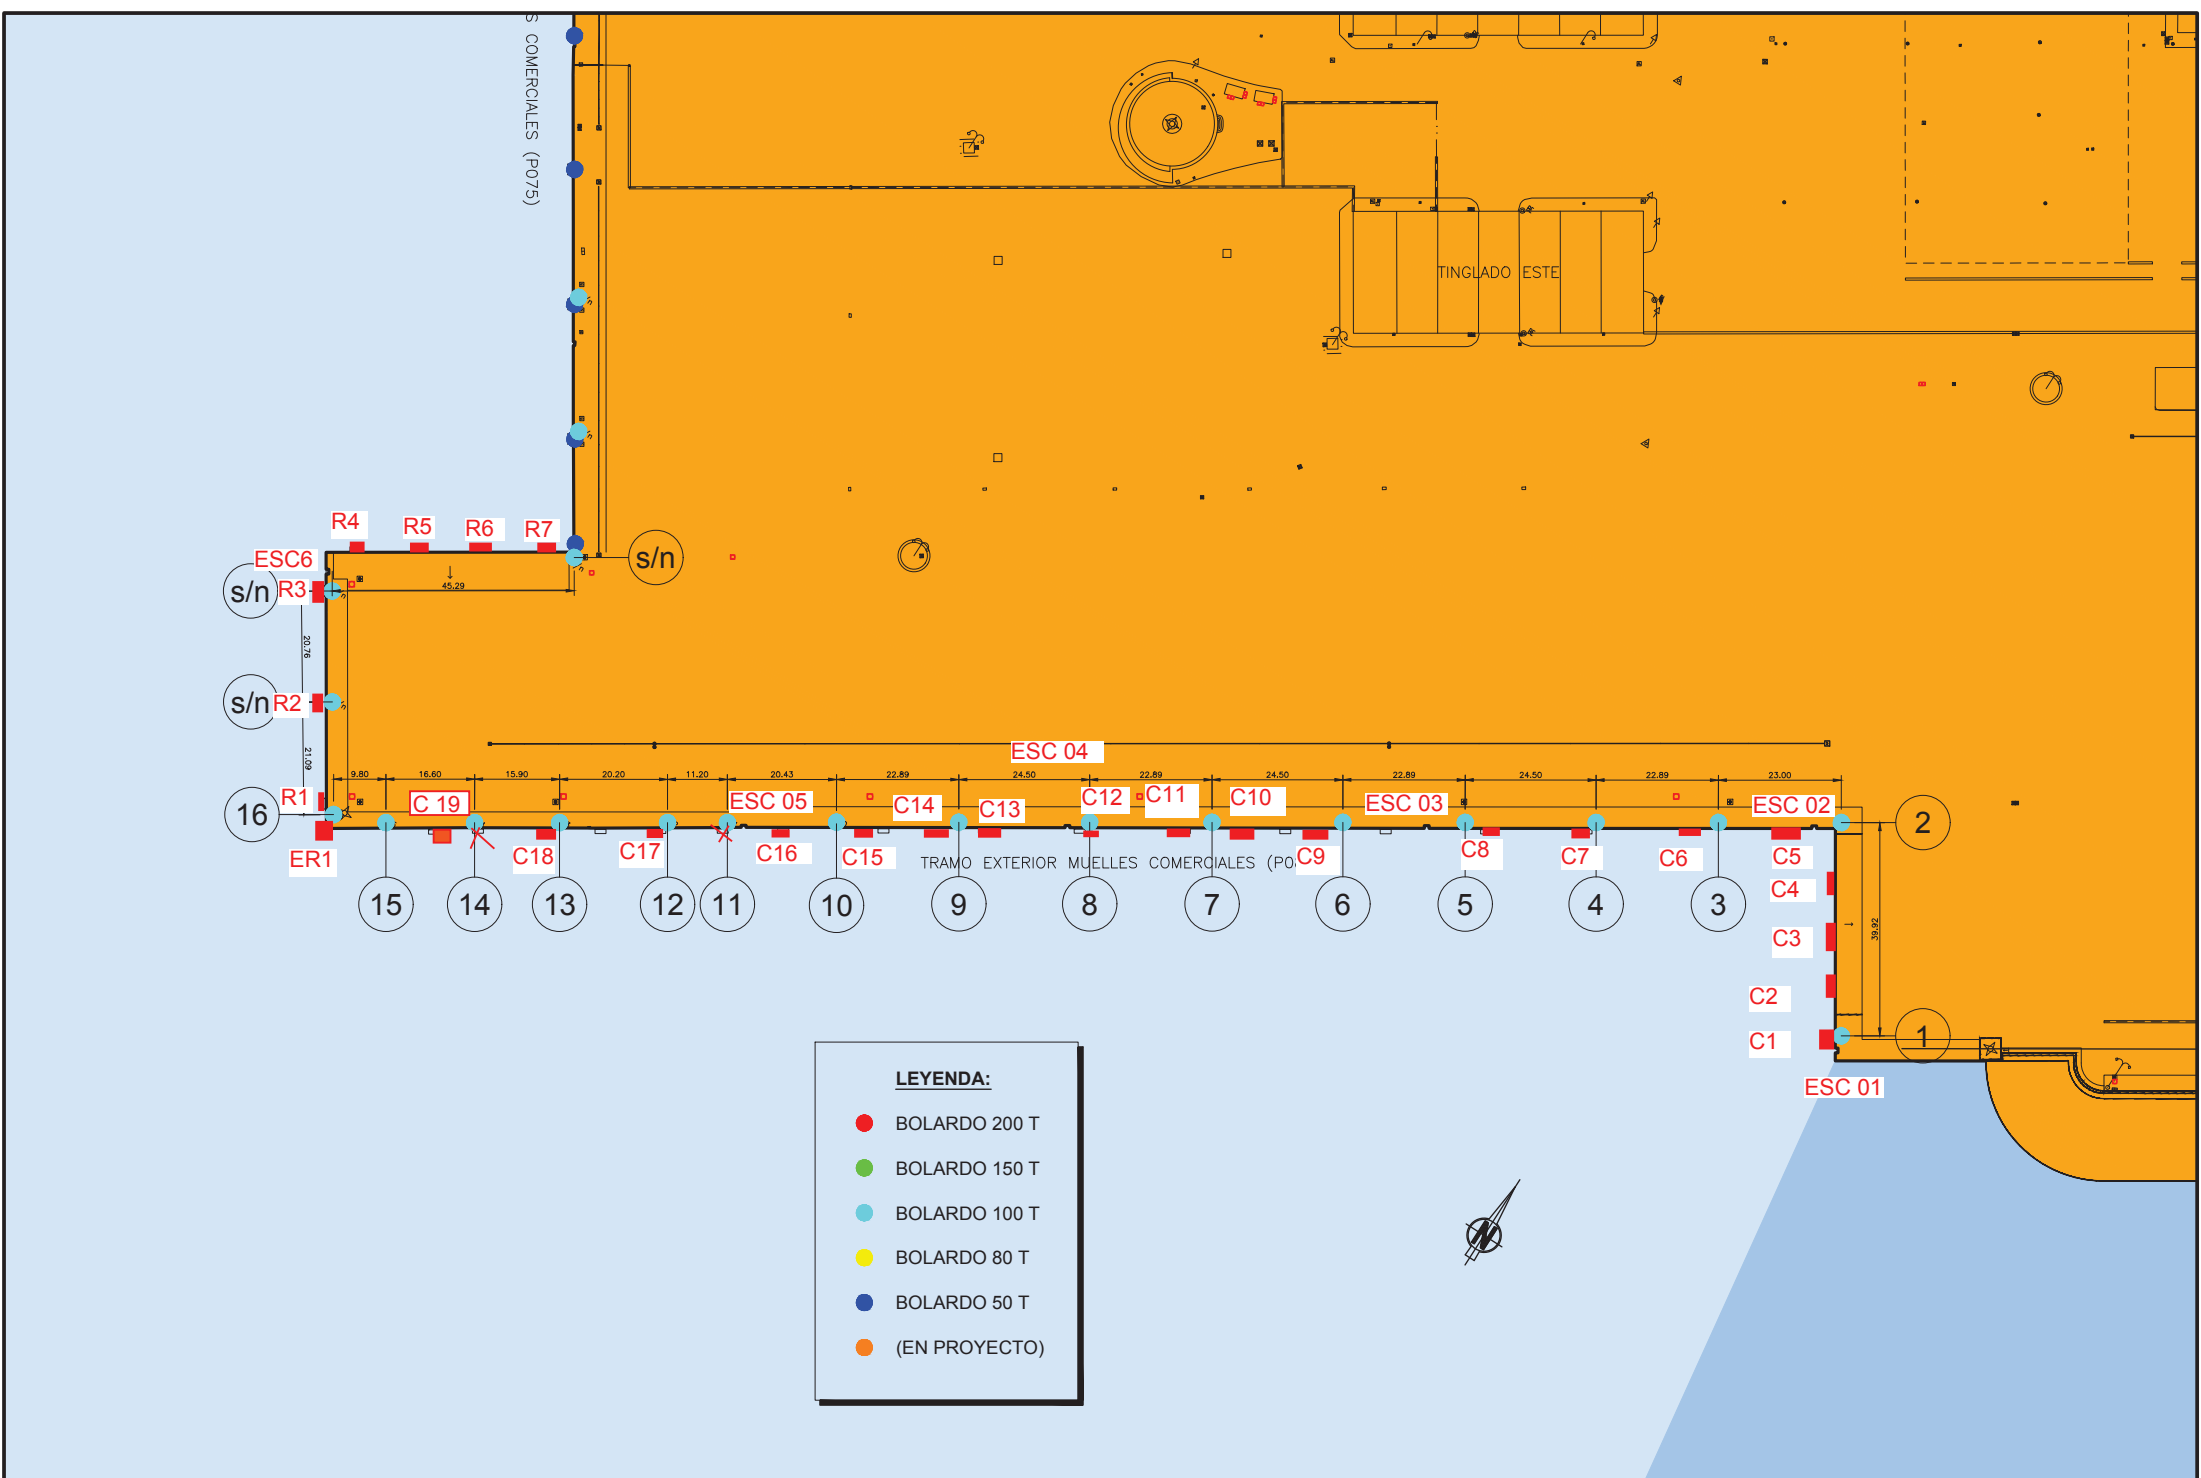 S COMERCIALES (P075)
TINGLADO ESTE
R4
R5
R6
R7
ESC6
s/n
s/n
R3
45.29
20.76
s/n
R2
21.09
ESC 04
9.80
16.60
15.90
20.20
11.20
20.43
22.89
24.50
22.89
24.50
22.89
24.50
22.89
23.00
R1
C 19
ESC 05
C14
C13
C12
C11
C10
ESC 03
ESC 02
16
2
ER1
C18
C17
C16
C15
TRAMO EXTERIOR MUELLES COMERCIALES (P0
C9
C8
C7
C6
C5
C4
15
14
13
12
11
10
9
8
7
6
5
4
3
39.92
C3
C2
C1
1
ESC 01
LEYENDA:
BOLARDO 200 T
BOLARDO 150 T
BOLARDO 100 T
BOLARDO 80 T
BOLARDO 50 T
(EN PROYECTO)
N